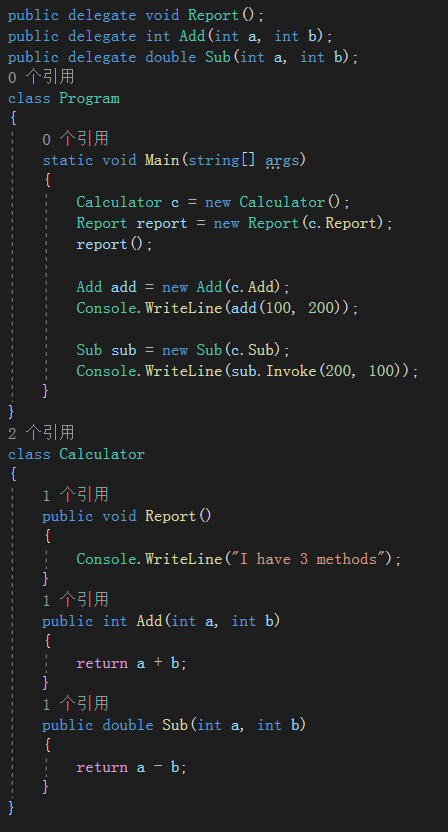 public delegate void Report();
public delegate int Add(int a, int b);
public delegate double Sub(int a, int b);
0 个引用
class Program
{
0 个引用
static void Main(string[] args)
{
Calculator c = new Calculator();
Report report = new Report(c.Report);
report();
Add add = new Add(c.Add);
Console.WriteLine(add(100, 200));
Sub sub = new Sub(c.Sub);
Console.WriteLine(sub.Invoke(200, 100));
}
}
2 个引用
class Calculator
{
1 个引用
public void Report()
{
Console.WriteLine("I have 3 methods");
}
1 个引用
public int Add(int a, int b)
{
return a + b;
}
1 个引用
public double Sub(int a, int b)
{
return a - b;
}
}